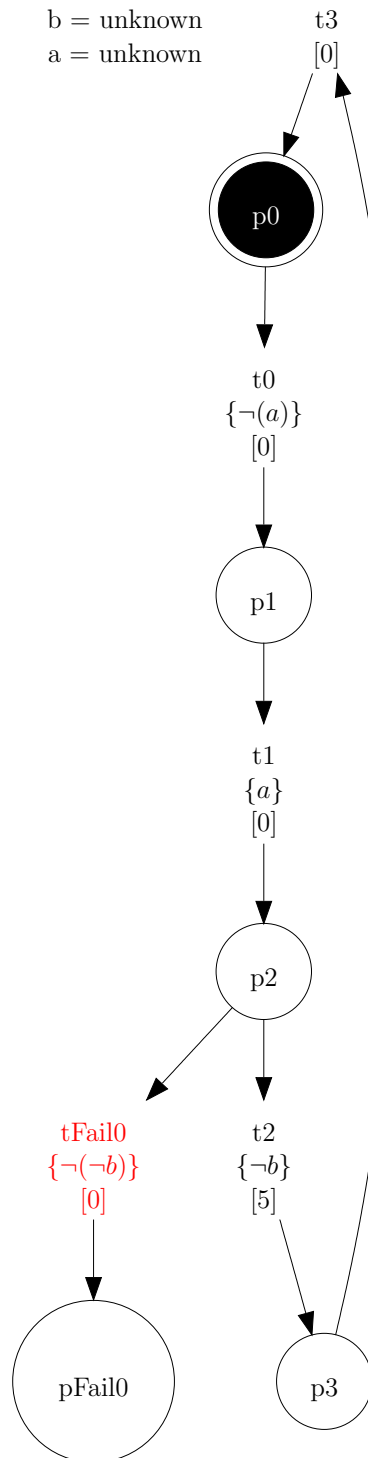 b = unknown
a = unknown
t3
[0]
p0
t0
{¬(a)}
[0]
p1
t1
{a}
[0]
p2
tFail0
{¬(¬b)}
[0]
t2
{¬b}
[5]
pFail0
p3